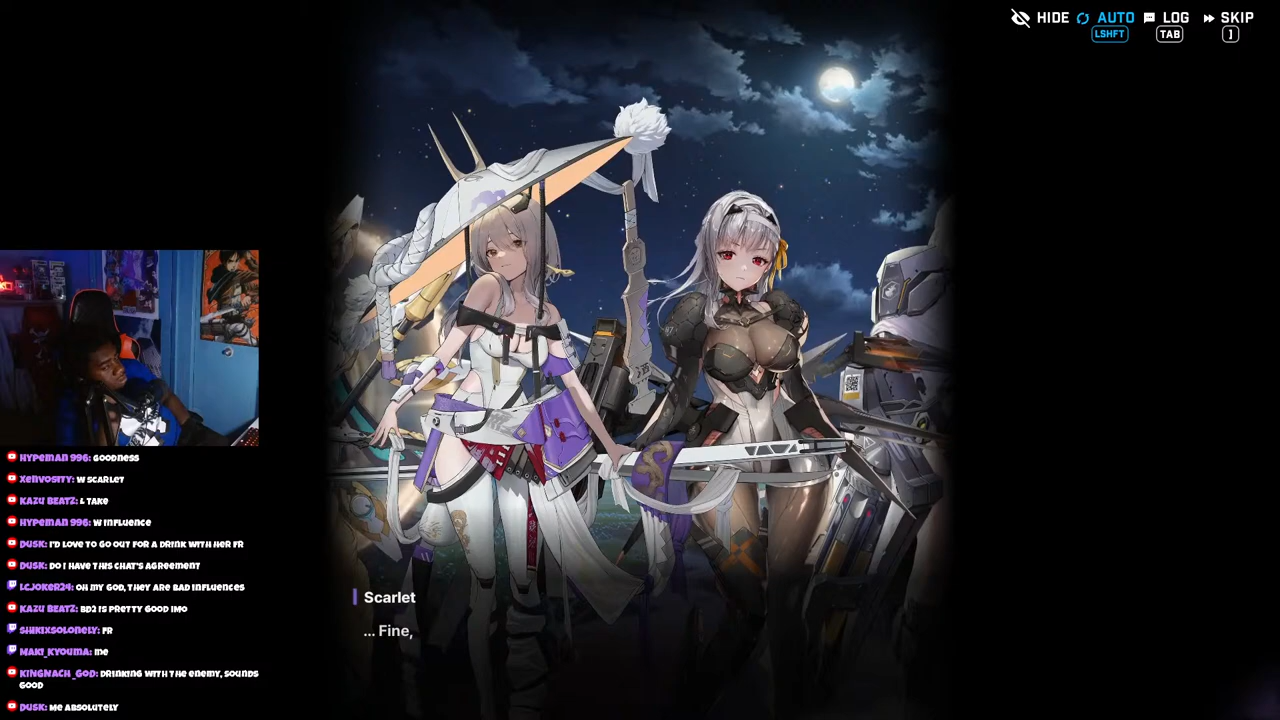 HIDE AUTO LOG SKIP
LSHFT TAB ]
HYPEMAN 996: GOODNESS
XENVOSITY: W SCARLET
KAZU BEATZ: L TAKE
HYPEMAN 996: W INFLUENCE
DUSK: I'D LOVE TO GO OUT FOR A DRINK WITH HER FR
DUSK: DO I HAVE THIS CHAT'S AGREEMENT
LCJOKER24: OH MY GOD, THEY ARE BAD INFLUENCES
KAZU BEATZ: BD2 IS PRETTY GOOD IMO
SHIKIXSOLONELY: FR
MAKI_KYOUMA: ME
KINGNACH_GOD: DRINKING WITH THE ENEMY, SOUNDS
GOOD
DUSK: ME ABSOLUTELY
Scarlet
... Fine,